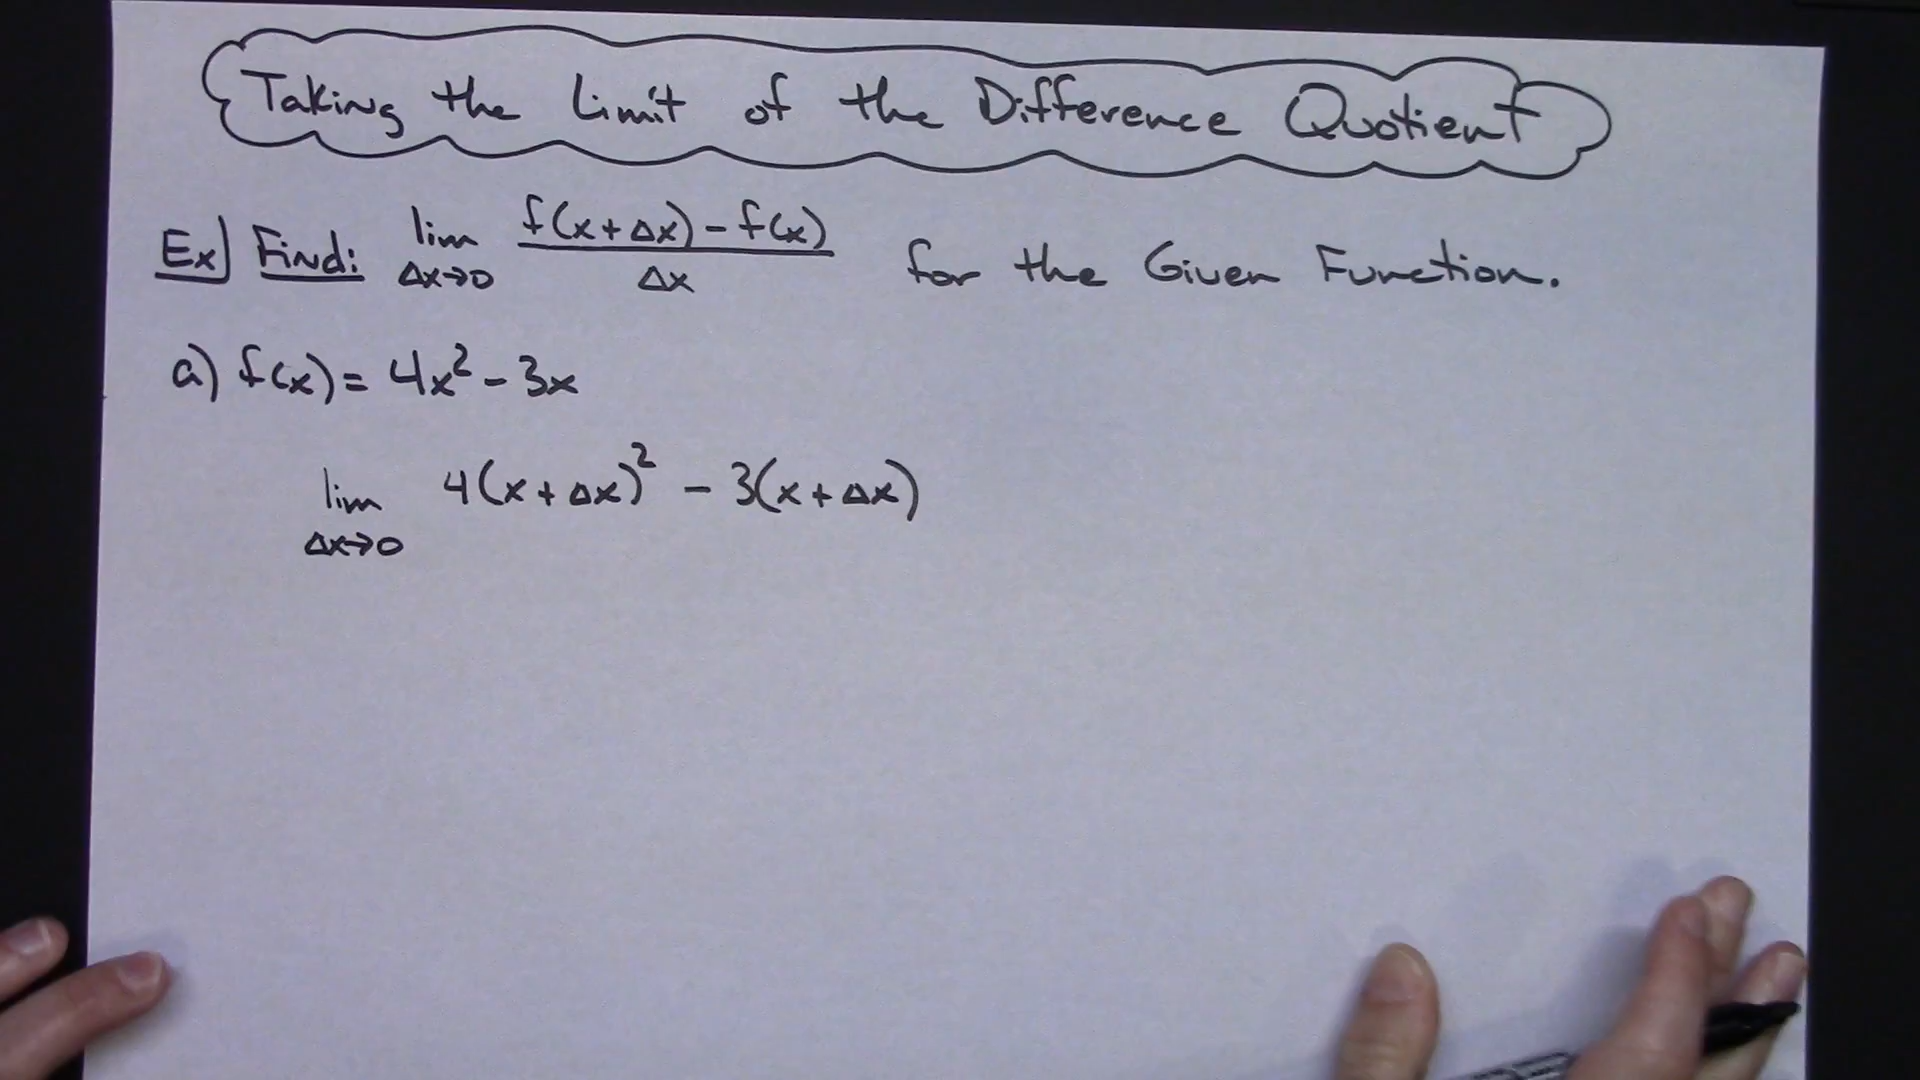 Taking the Limit of the Difference Quotient
Ex) Find: lim Δx→0 (f(x+Δx) - f(x))/Δx for the Given Function.
a) f(x) = 4x² - 3x
lim Δx→0 4(x+Δx)² - 3(x+Δx)